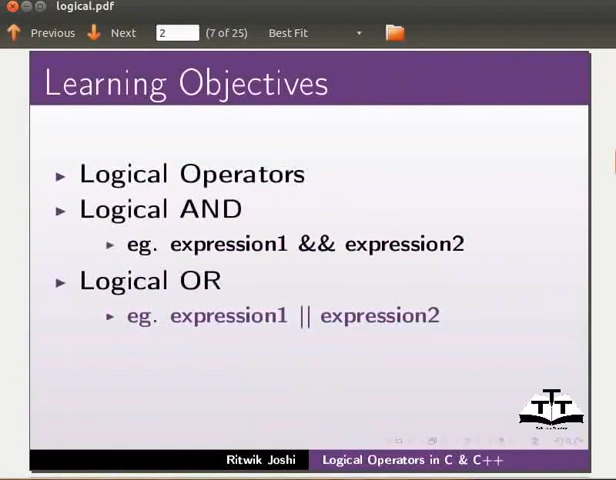 logical.pdf
Previous Next 2 (7 of 25) Best Fit
Learning Objectives
Logical Operators
Logical AND
eg. expression1 && expression2
Logical OR
eg. expression1 || expression2
TTT
Ritwik Joshi Logical Operators in C & C++